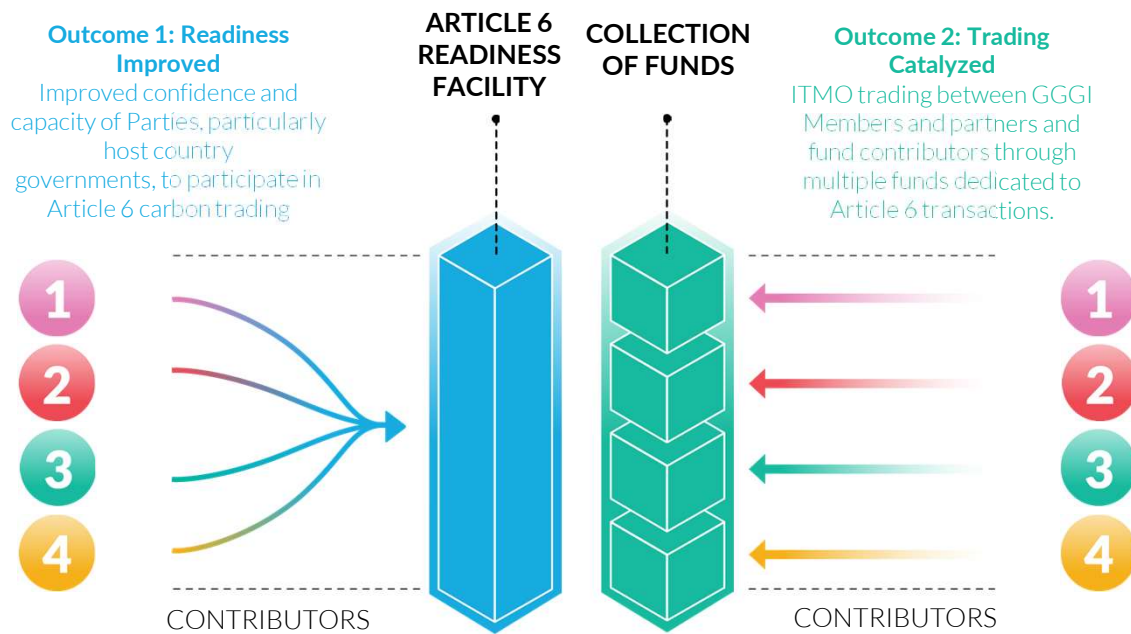 Outcome 1: Readiness
Improved
Improved confidence and
capacity of Parties, particularly
host country
governments, to participate in
Article 6 carbon trading
ARTICLE 6
READINESS
FACILITY
COLLECTION
OF FUNDS
Outcome 2: Trading
Catalyzed
ITMO trading between GGGI
Members and partners and
fund contributors through
multiple funds dedicated to
Article 6 transactions.
1
2
3
4
CONTRIBUTORS
1
2
3
4
CONTRIBUTORS